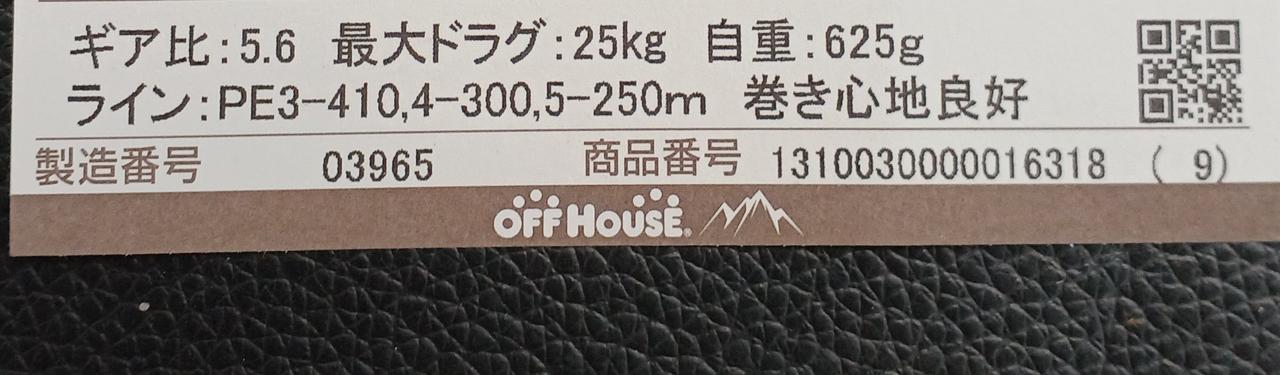 ギア比:5.6 最大ドラグ:25kg 自重:625g
ライン:PE3-410,4-300,5-250m 巻き心地良好
製造番号 03965 商品番号 1310030000016318 ( 9)
OFF HOUSE®